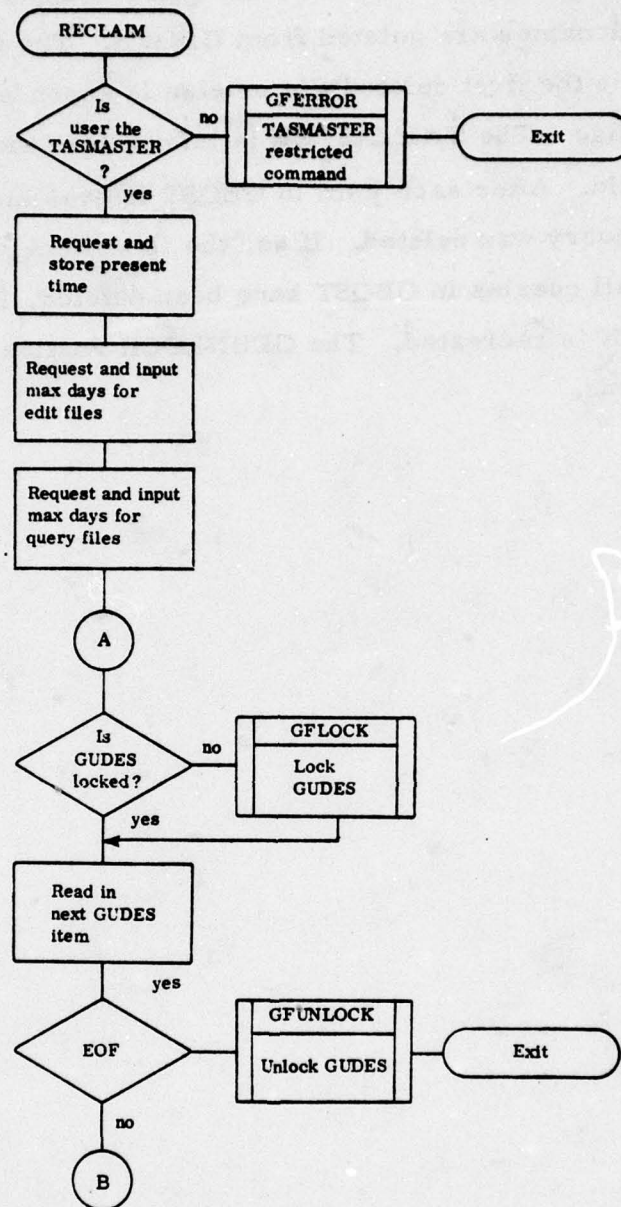 RECLAIM
Is
user the
TASMASTER
?
no
GFERROR
TASMASTER
restricted
command
Exit
yes
Request and
store present
time
Request and input
max days for
edit files
Request and input
max days for
query files
A
Is
GUDES
locked?
no
GFLOCK
Lock
GUDES
yes
Read in
next GUDES
item
yes
EOF
GFUNLOCK
Unlock GUDES
Exit
no
B